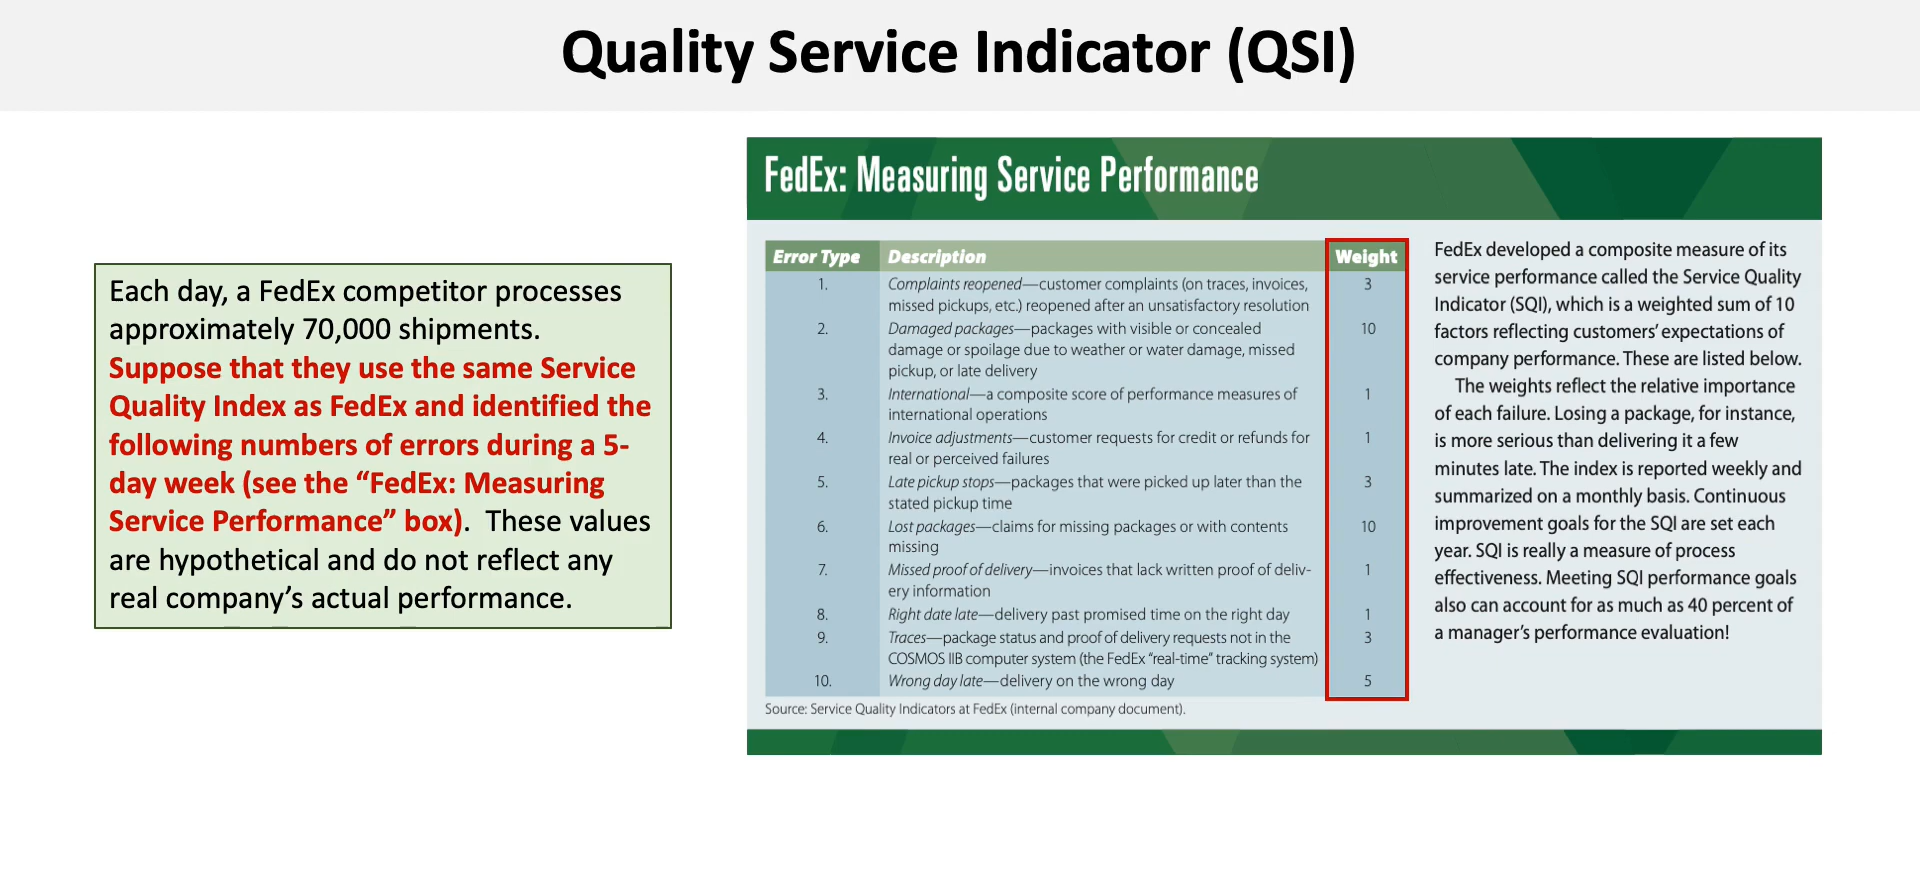 Quality Service Indicator (QSI)
Each day, a FedEx competitor processes
approximately 70,000 shipments.
Suppose that they use the same Service
Quality Index as FedEx and identified the
following numbers of errors during a 5-
day week (see the “FedEx: Measuring
Service Performance” box). These values
are hypothetical and do not reflect any
real company’s actual performance.
FedEx: Measuring Service Performance
Error Type Description Weight
1. Complaints reopened—customer complaints (on traces, invoices, 3
missed pickups, etc.) reopened after an unsatisfactory resolution
2. Damaged packages—packages with visible or concealed 10
damage or spoilage due to weather or water damage, missed
pickup, or late delivery
3. International—a composite score of performance measures of 1
international operations
4. Invoice adjustments—customer requests for credit or refunds for 1
real or perceived failures
5. Late pickup stops—packages that were picked up later than the 3
stated pickup time
6. Lost packages—claims for missing packages or with contents 10
missing
7. Missed proof of delivery—invoices that lack written proof of deliv- 1
ery information
8. Right date late—delivery past promised time on the right day 1
9. Traces—package status and proof of delivery requests not in the 3
COSMOS IIB computer system (the FedEx “real-time” tracking system)
10. Wrong day late—delivery on the wrong day 5
Source: Service Quality Indicators at FedEx (internal company document).
FedEx developed a composite measure of its
service performance called the Service Quality
Indicator (SQI), which is a weighted sum of 10
factors reflecting customers’ expectations of
company performance. These are listed below.
The weights reflect the relative importance
of each failure. Losing a package, for instance,
is more serious than delivering it a few
minutes late. The index is reported weekly and
summarized on a monthly basis. Continuous
improvement goals for the SQI are set each
year. SQI is really a measure of process
effectiveness. Meeting SQI performance goals
also can account for as much as 40 percent of
a manager’s performance evaluation!